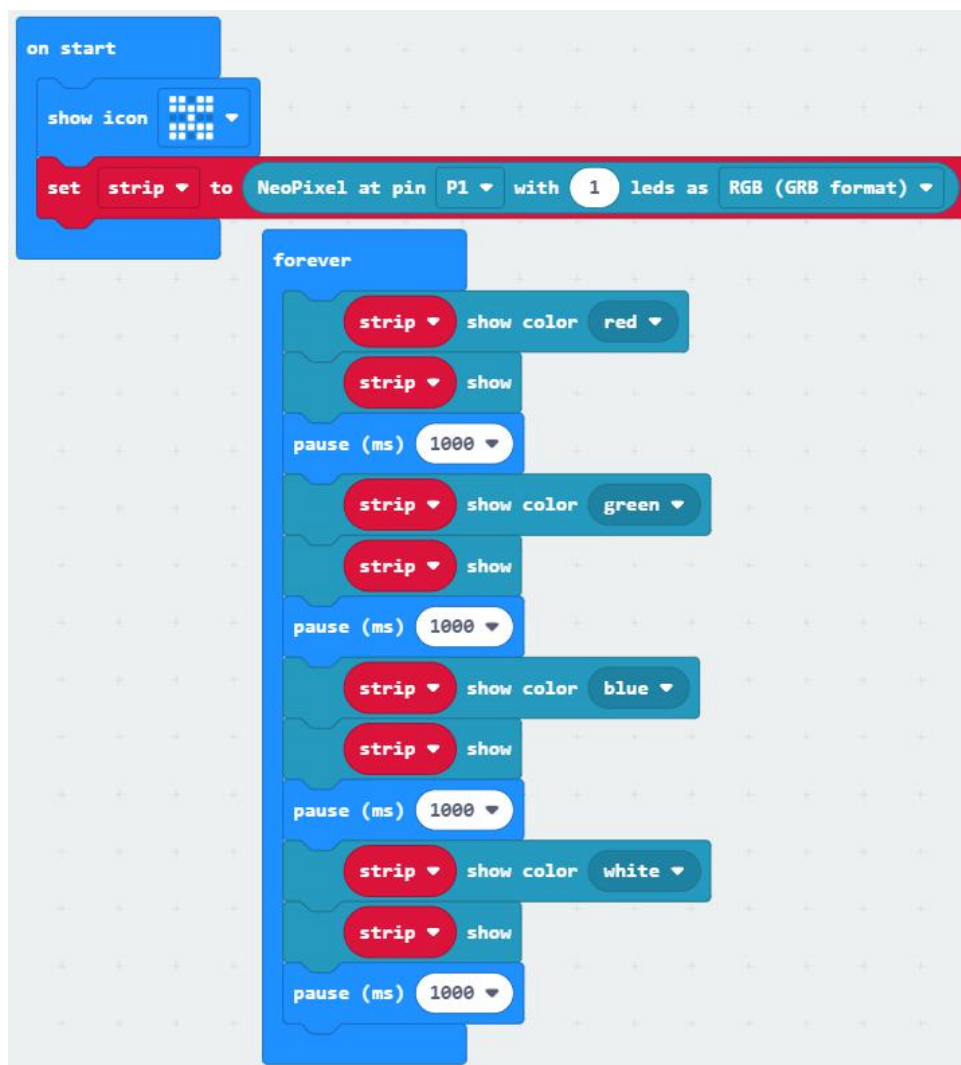 on start
show icon
set strip to NeoPixel at pin P1 with 1 leds as RGB (GRB format)
forever
strip show color red
strip show
pause (ms) 1000
strip show color green
strip show
pause (ms) 1000
strip show color blue
strip show
pause (ms) 1000
strip show color white
strip show
pause (ms) 1000